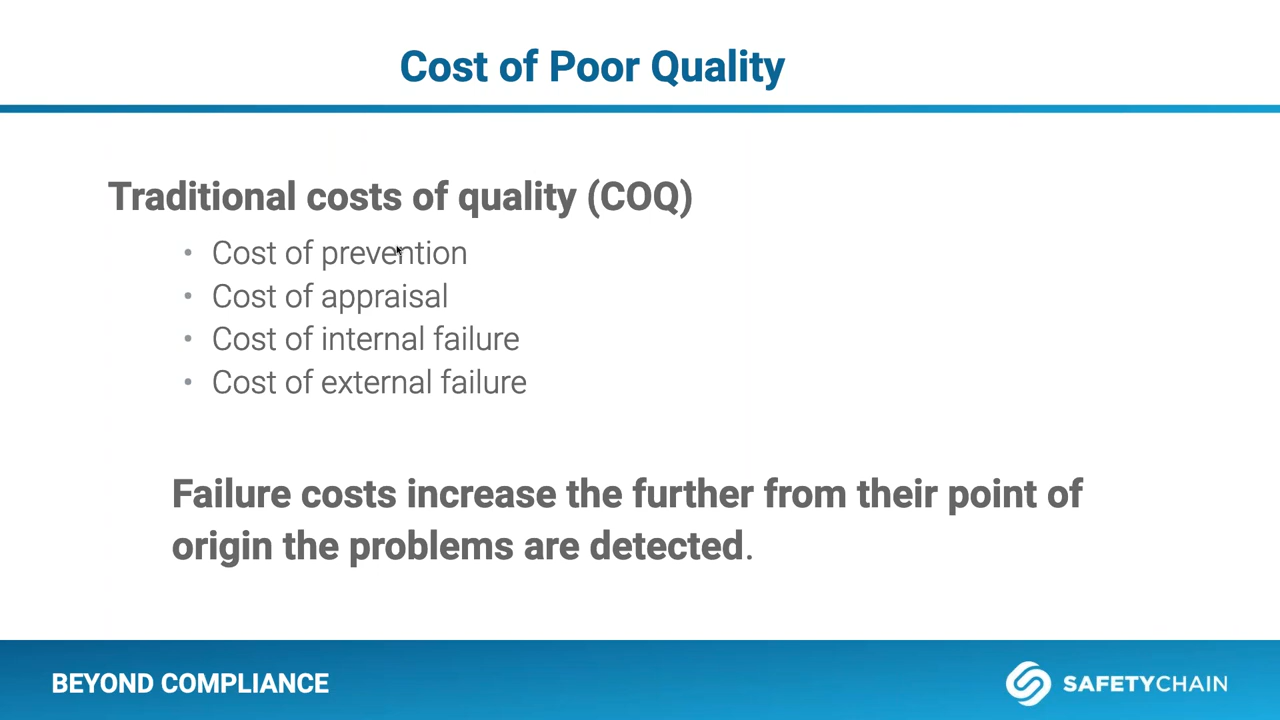 Cost of Poor Quality
Traditional costs of quality (COQ)
• Cost of prevention
• Cost of appraisal
• Cost of internal failure
• Cost of external failure
Failure costs increase the further from their point of
origin the problems are detected.
BEYOND COMPLIANCE
SAFETYCHAIN